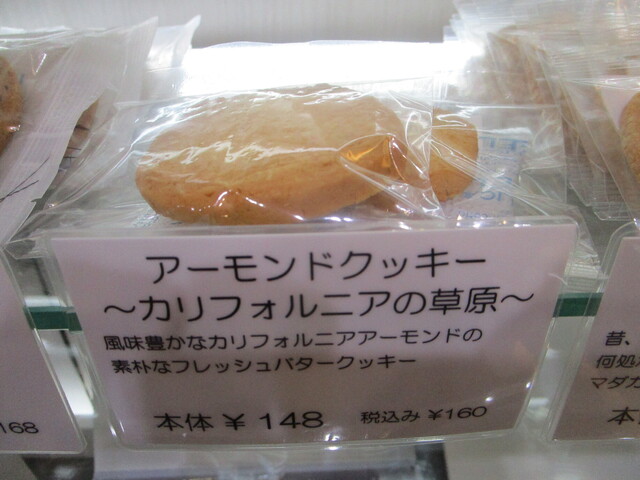 アーモンドクッキー
～カリフォルニアの草原～
風味豊かなカリフォルニアアーモンドの
素朴なフレッシュバタークッキー
本体 ¥ 148 税込み ¥160
168
昔、
何処
マダガ
本